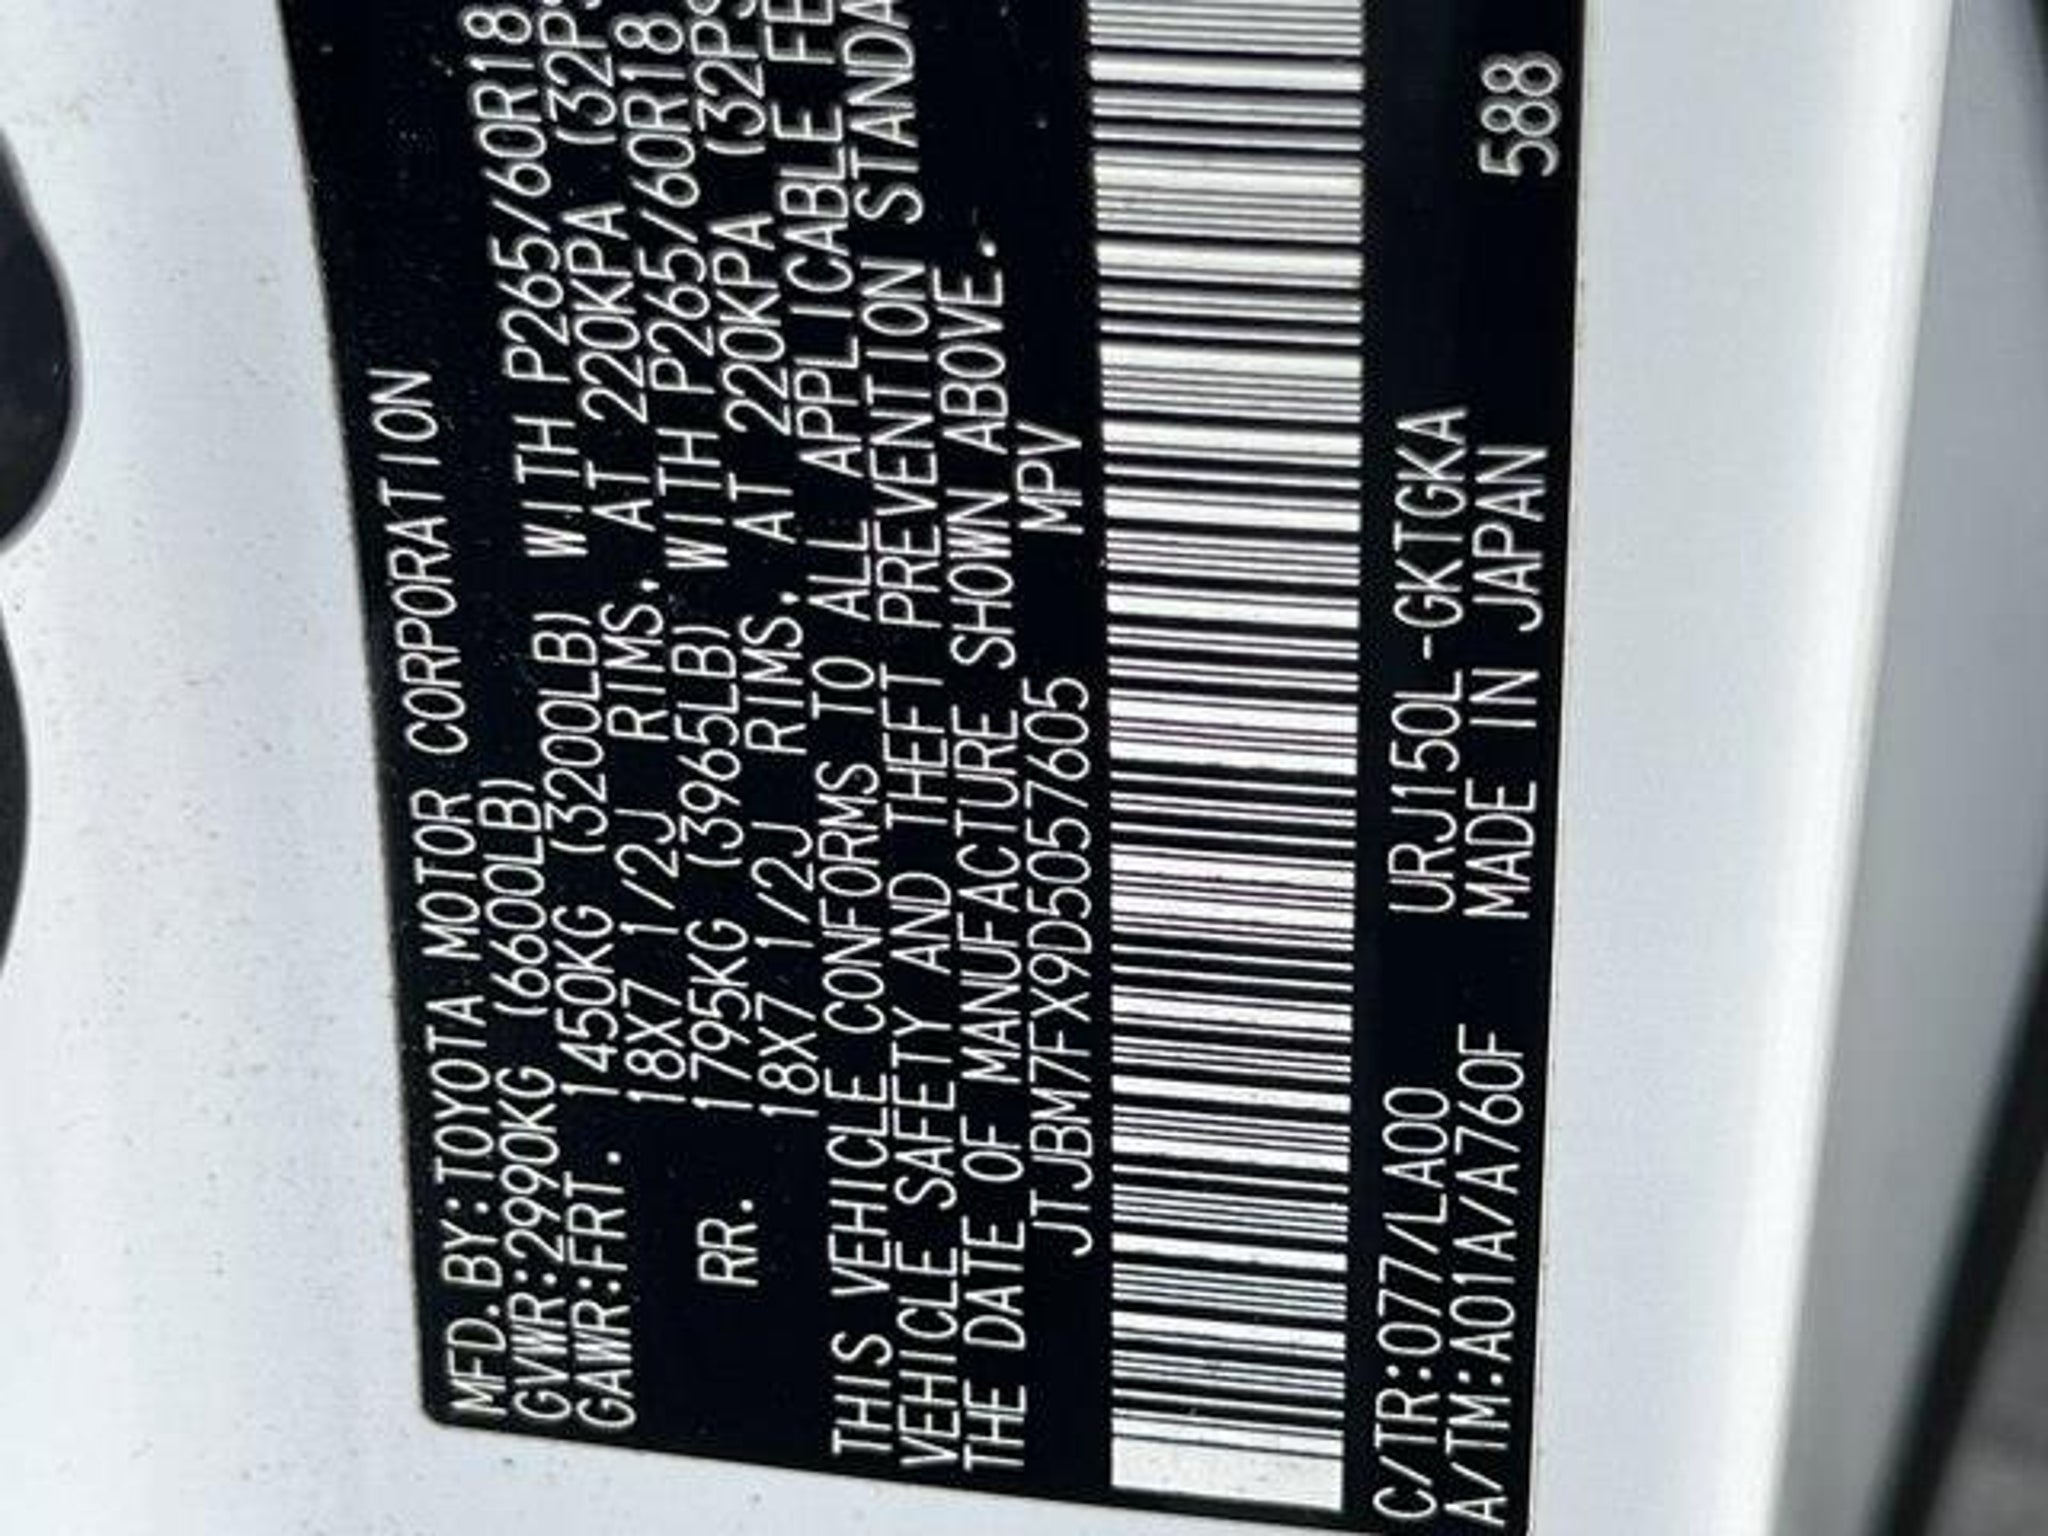 MFD.BY:TOYOTA MOTOR CORPORATION
GVWR:2990KG (6600LB)
GAWR:FRT. 1450KG (3200LB) WITH P265/60R18
18X7 1/2J RIMS. AT 220KPA (32PS
RR. 1795KG (3965LB) WITH P265/60R18
18X7 1/2J RIMS. AT 220KPA (32PS
THIS VEHICLE CONFORMS TO ALL APPLICABLE FE
VEHICLE SAFETY AND THEFT PREVENTION STANDA
THE DATE OF MANUFACTURE SHOWN ABOVE.
JTJBM7FX9D5057605 MPV
C/TR:077/LA00 URJ150L-GKTGKA
A/TM:A01A/A760F MADE IN JAPAN 588